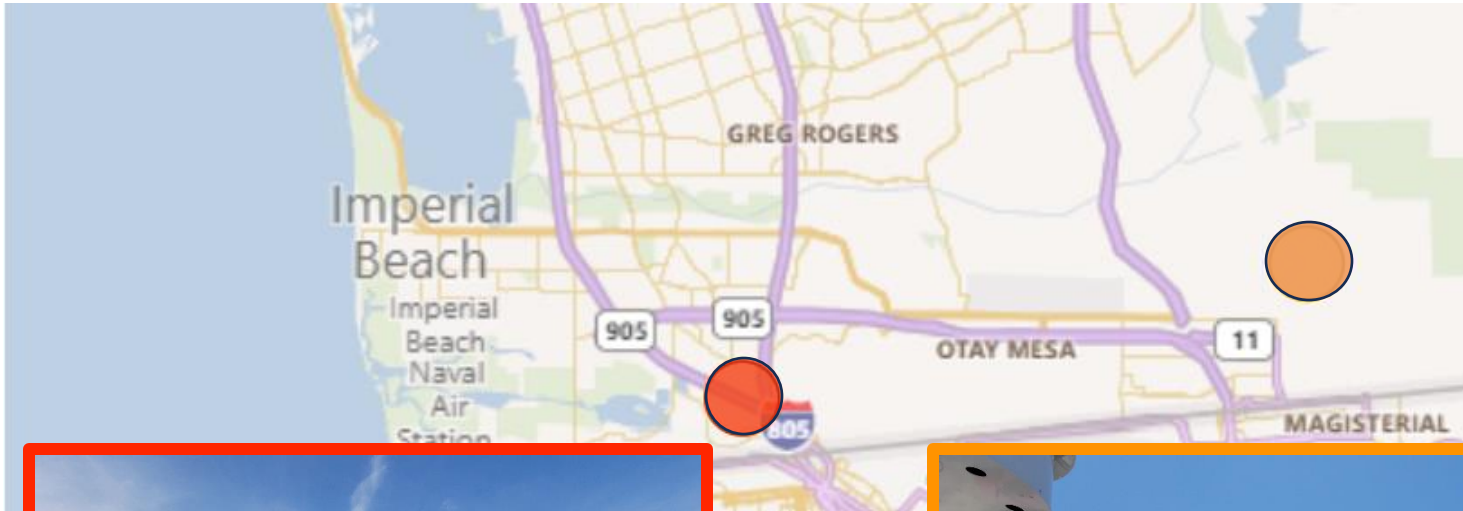 GREG ROGERS
Imperial
Beach
Imperial
Beach
Naval
Air
Station
905
905
OTAY MESA
11
805
MAGISTERIAL